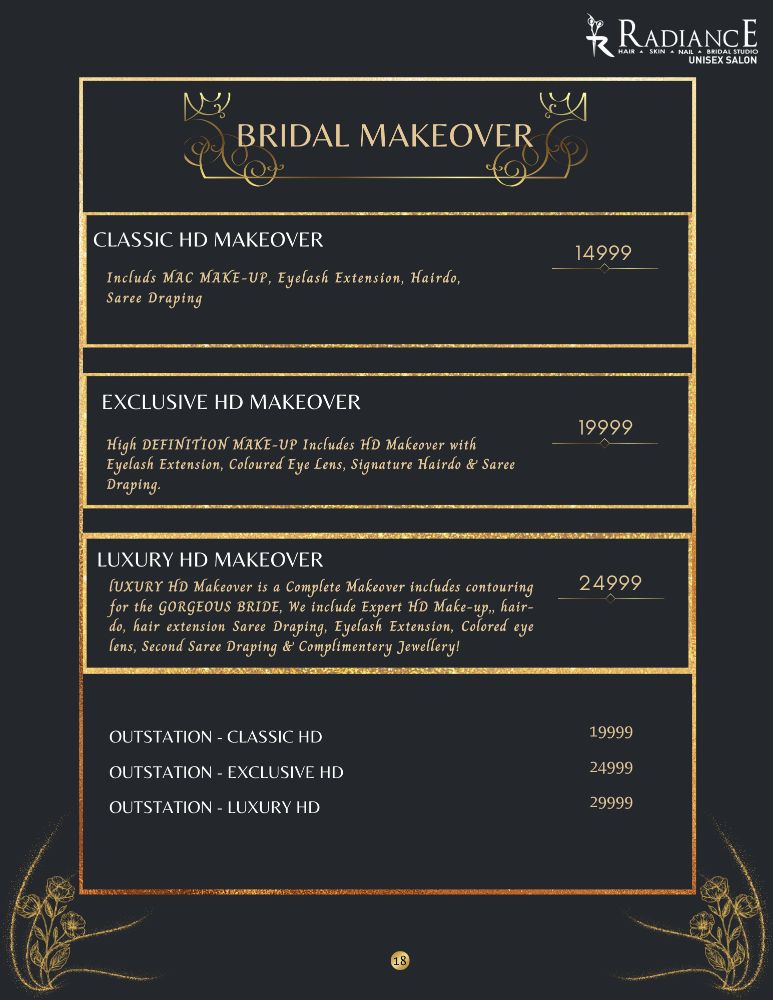 RADIANCE
HAIR ▲ SKIN ▲ NAIL ▲ BRIDAL STUDIO
UNISEX SALON
BRIDAL MAKEOVER
CLASSIC HD MAKEOVER
14999
Includs MAC MAKE-UP, Eyelash Extension, Hairdo,
Saree Draping
EXCLUSIVE HD MAKEOVER
19999
High DEFINITION MAKE-UP Includes HD Makeover with
Eyelash Extension, Coloured Eye Lens, Signature Hairdo & Saree
Draping.
LUXURY HD MAKEOVER
24999
lUXURY HD Makeover is a Complete Makeover includes contouring
for the GORGEOUS BRIDE, We include Expert HD Make-up,, hair-
do, hair extension Saree Draping, Eyelash Extension, Colored eye
lens, Second Saree Draping & Complimentery Jewellery!
OUTSTATION - CLASSIC HD 19999
OUTSTATION - EXCLUSIVE HD 24999
OUTSTATION - LUXURY HD 29999
18